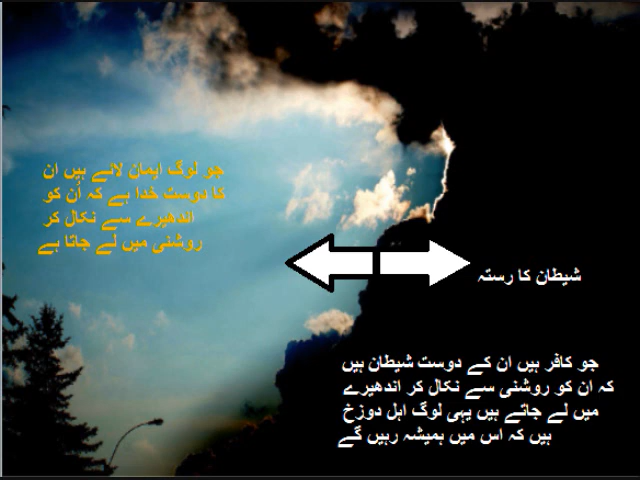 جو لوگ ایمان لائے ہیں ان
کا دوست خدا ہے کہ اُن کو
اندھیرے سے نکال کر
روشنی میں لے جاتا ہے
شیطان کا رستہ
جو کافر ہیں ان کے دوست شیطان ہیں
کہ ان کو روشنی سے نکال کر اندھیرے
میں لے جاتے ہیں یہی لوگ اہل دوزخ
ہیں کہ اس میں ہمیشہ رہیں گے